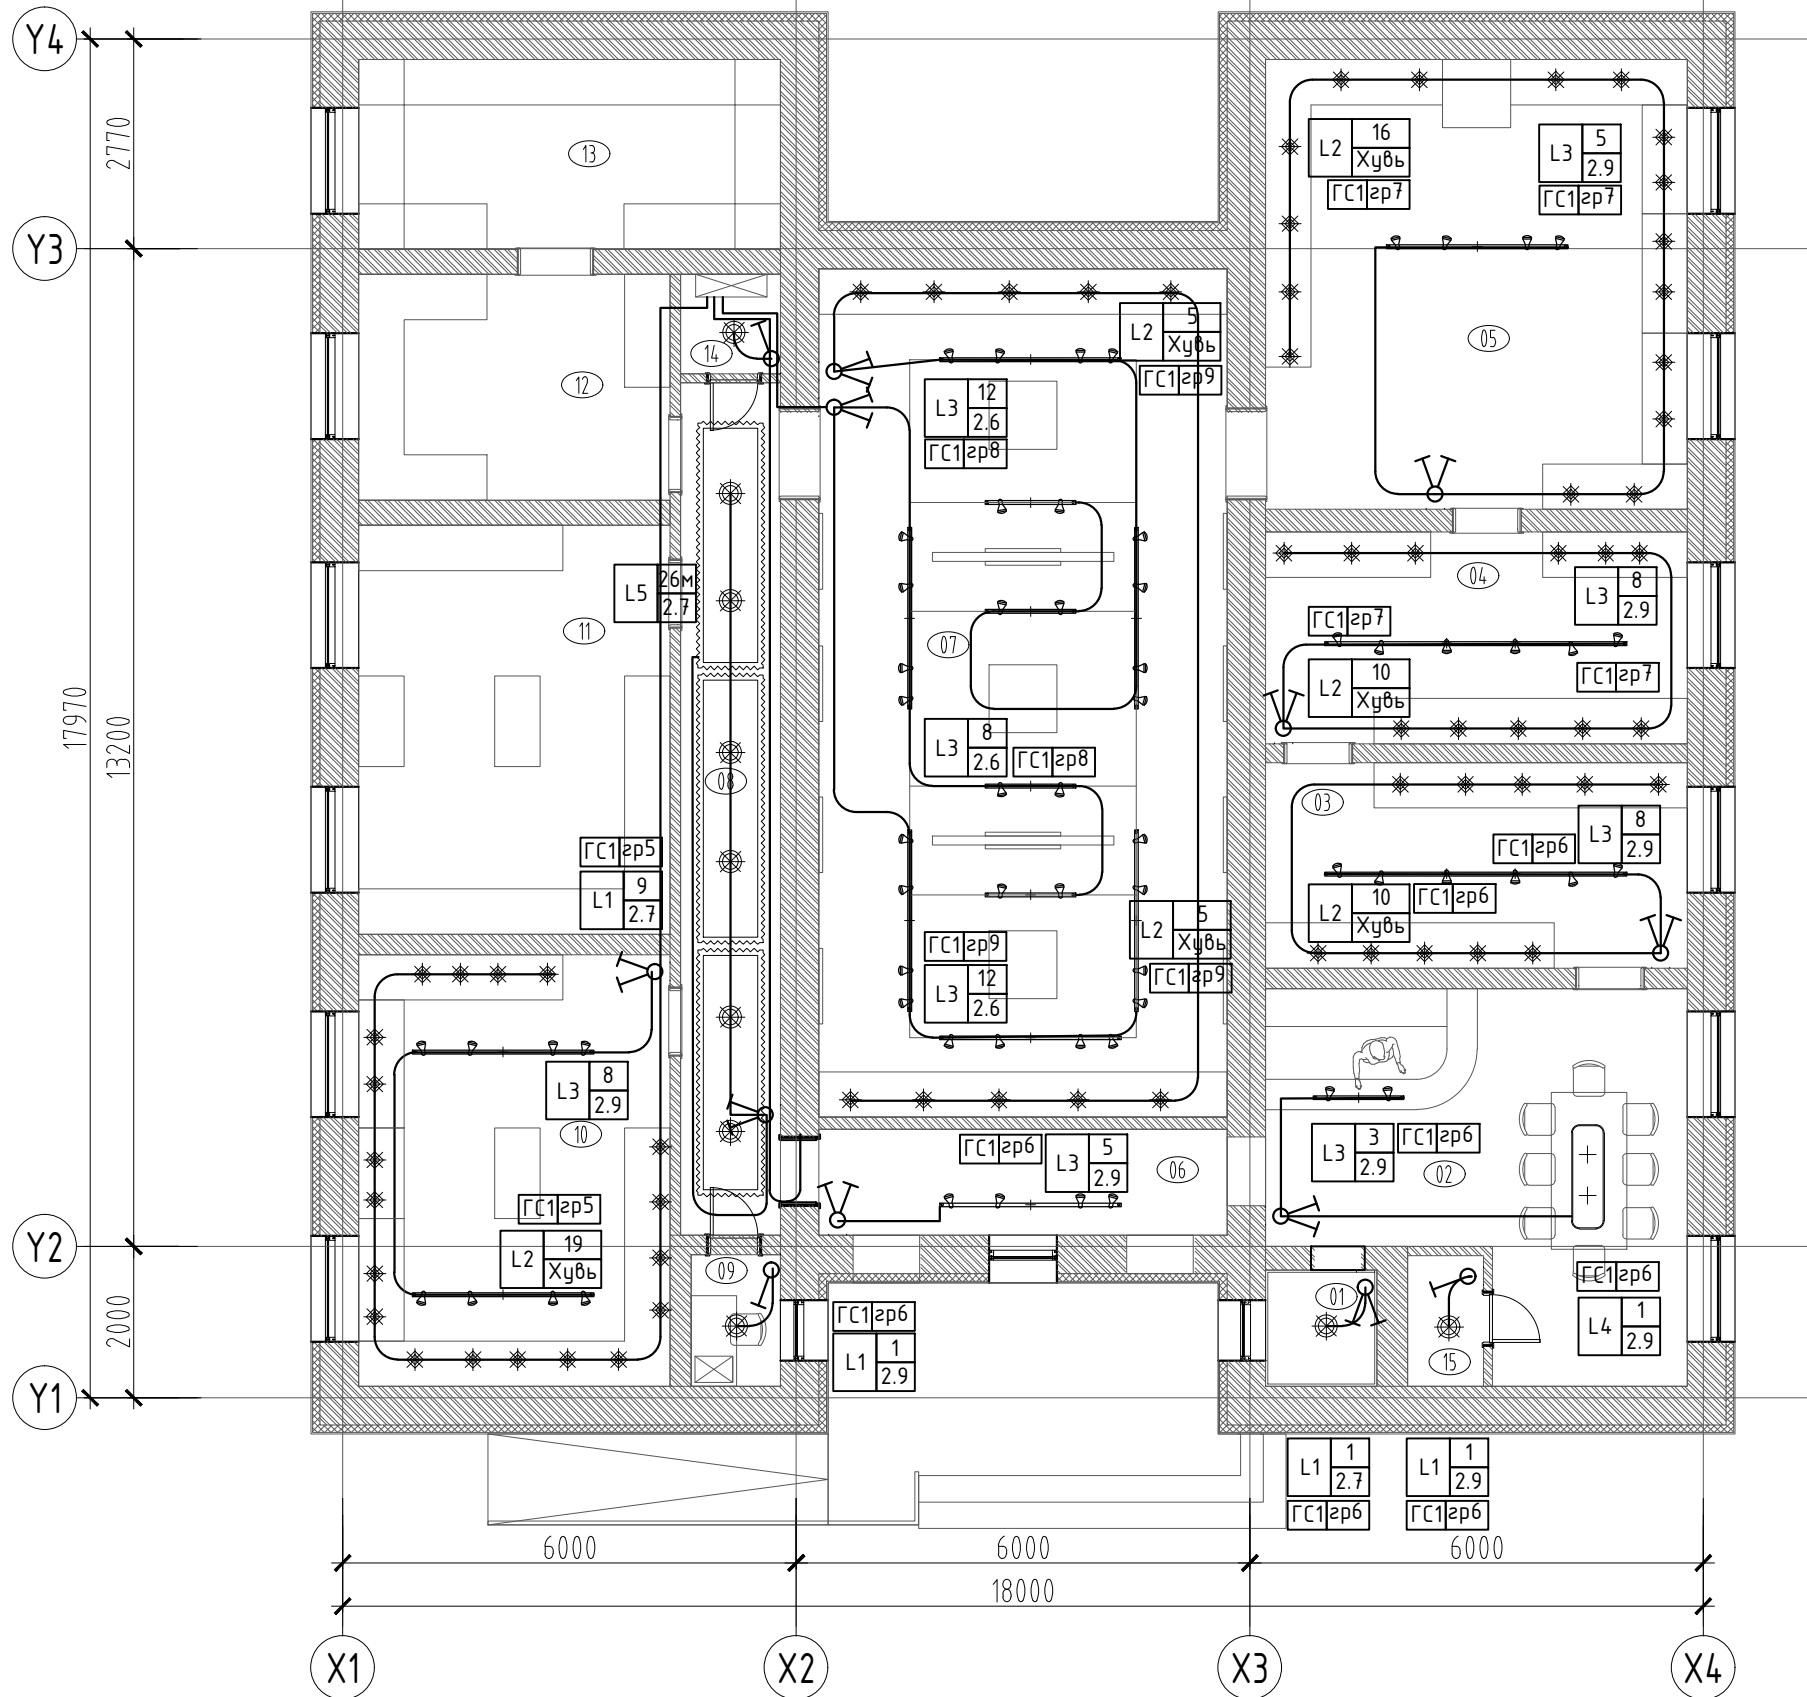 Y4
2770
13
L2 16 Хувь
ГС1 гр7
L3 5 2.9
ГС1 гр7
Y3
14
12
L2 5 Хувь
ГС1 гр9
05
L3 12 2.6
ГС1 гр8
L5 26м 2.7
11
07
04
L3 8 2.9
ГС1 гр7
L2 10 Хувь
ГС1 гр7
17970
13200
08
L3 8 2.6
ГС1 гр8
03
L3 8 2.9
ГС1 гр6
ГС1 гр5
L1 9 2.7
L2 10 Хувь
ГС1 гр6
L2 5 Хувь
ГС1 гр9
ГС1 гр9
L3 12 2.6
L3 8 2.9
10
ГС1 гр6
L3 5 2.9
06
L3 3 2.9
ГС1 гр6
02
ГС1 гр5
L2 19 Хувь
Y2
09
01
ГС1 гр6
L4 1 2.9
2000
ГС1 гр6
L1 1 2.9
15
Y1
L1 1 2.7
ГС1 гр6
L1 1 2.9
ГС1 гр6
6000
6000
6000
18000
X1
X2
X3
X4